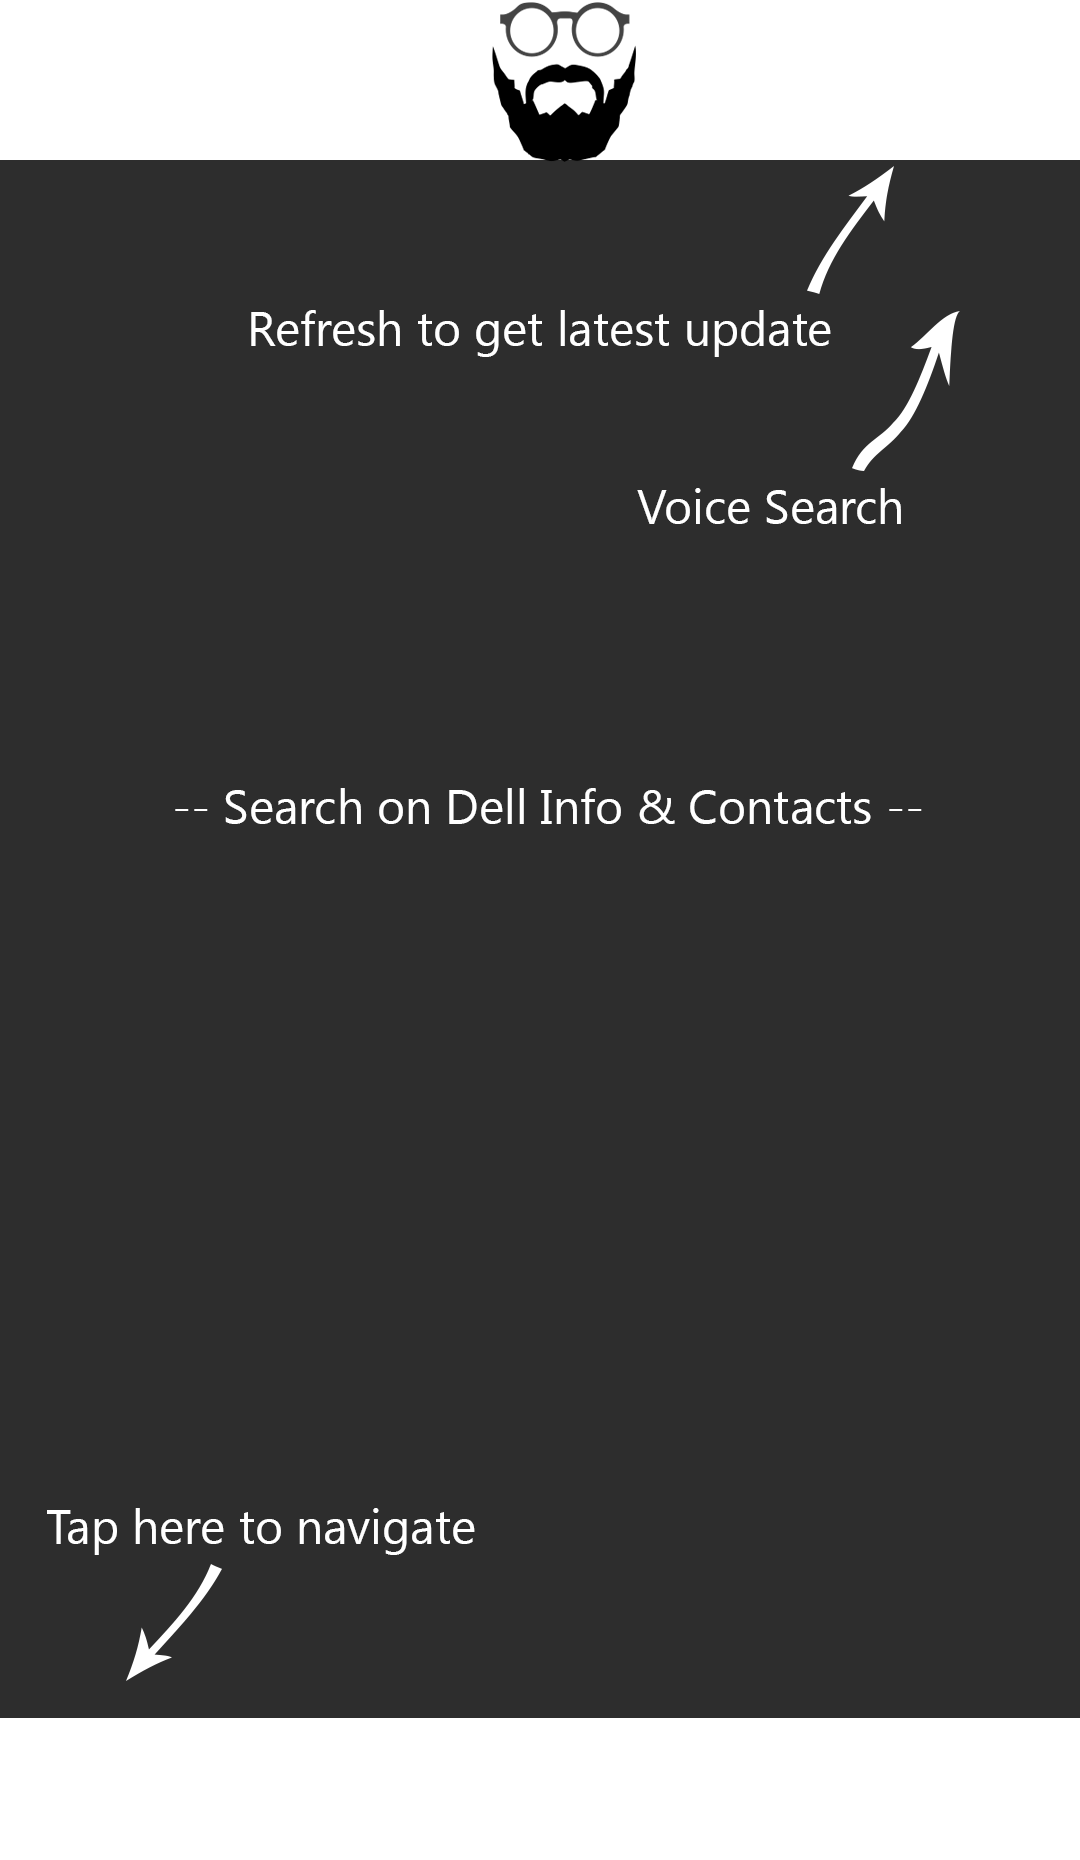 Refresh to get latest update
Voice Search
-- Search on Dell Info & Contacts --
Tap here to navigate